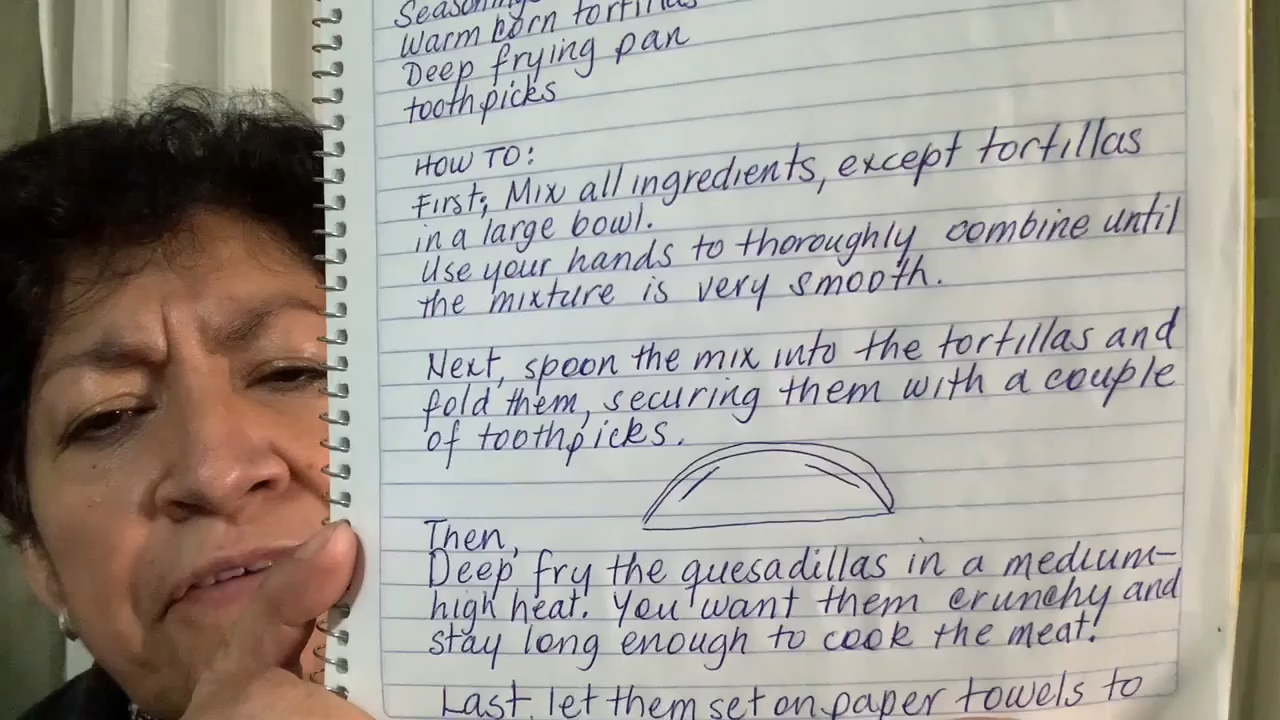 Seasoning
Warm corn tortillas
Deep frying pan
toothpicks
HOW TO:
First; Mix all ingredients, except tortillas
in a large bowl.
Use your hands to thoroughly combine until
the mixture is very smooth.
Next, spoon the mix into the tortillas and
fold them, securing them with a couple
of toothpicks.
Then,
Deep fry the quesadillas in a medium-
high heat. You want them crunchy and
stay long enough to cook the meat!
Last, let them set on paper towels to